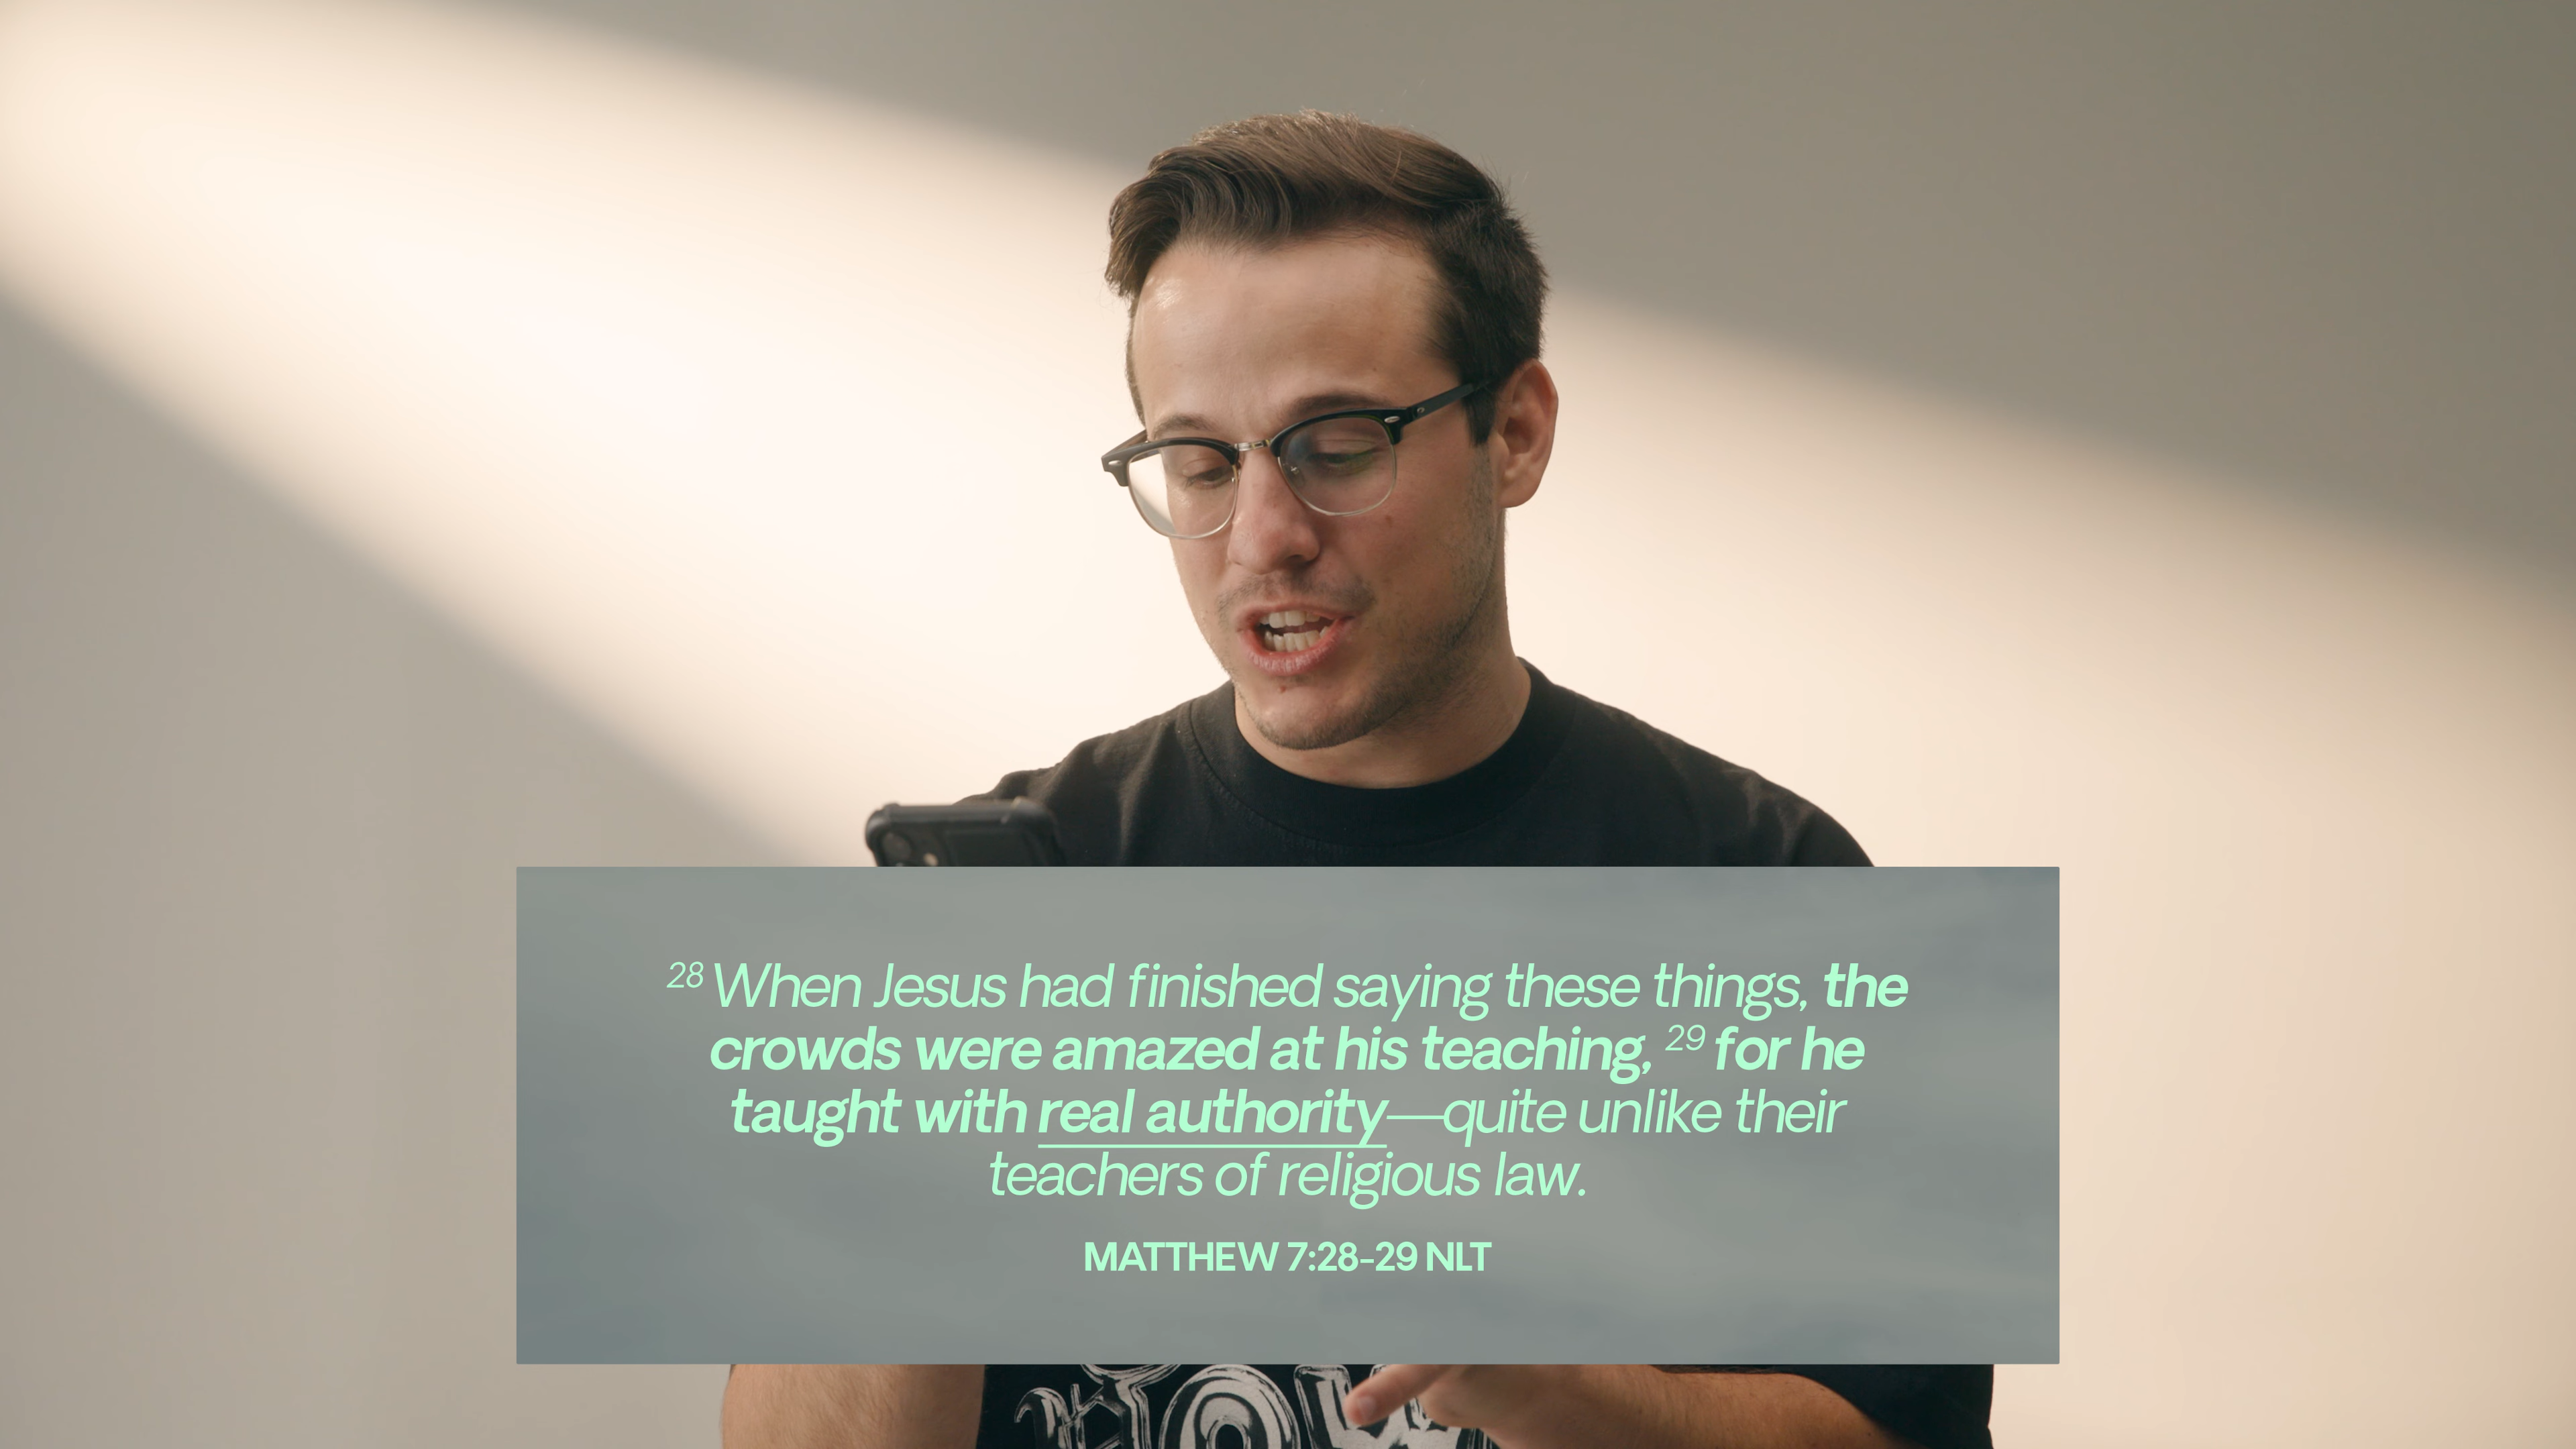 28 When Jesus had finished saying these things, the
crowds were amazed at his teaching, 29 for he
taught with real authority—quite unlike their
teachers of religious law.
MATTHEW 7:28-29 NLT